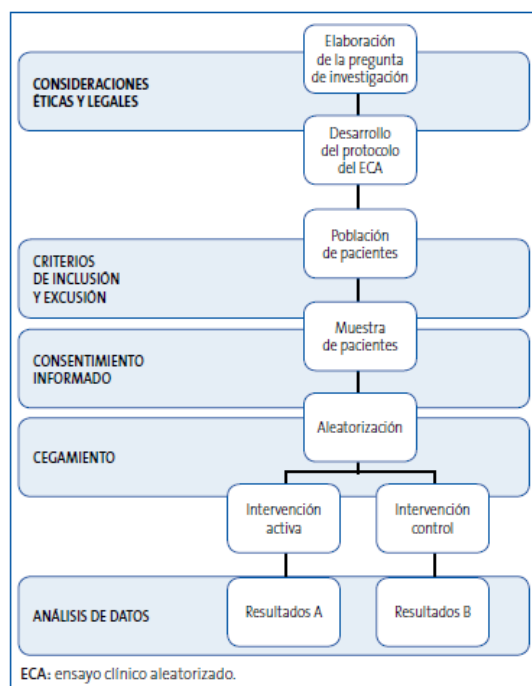 Elaboración
de la pregunta
de investigación
CONSIDERACIONES
ÉTICAS Y LEGALES
Desarrollo
del protocolo
del ECA
Población
de pacientes
CRITERIOS
DE INCLUSIÓN
Y EXCUSIÓN
Muestra
de pacientes
CONSENTIMIENTO
INFORMADO
Aleatorización
CEGAMIENTO
Intervención
activa
Intervención
control
ANÁLISIS DE DATOS
Resultados A
Resultados B
ECA: ensayo clínico aleatorizado.